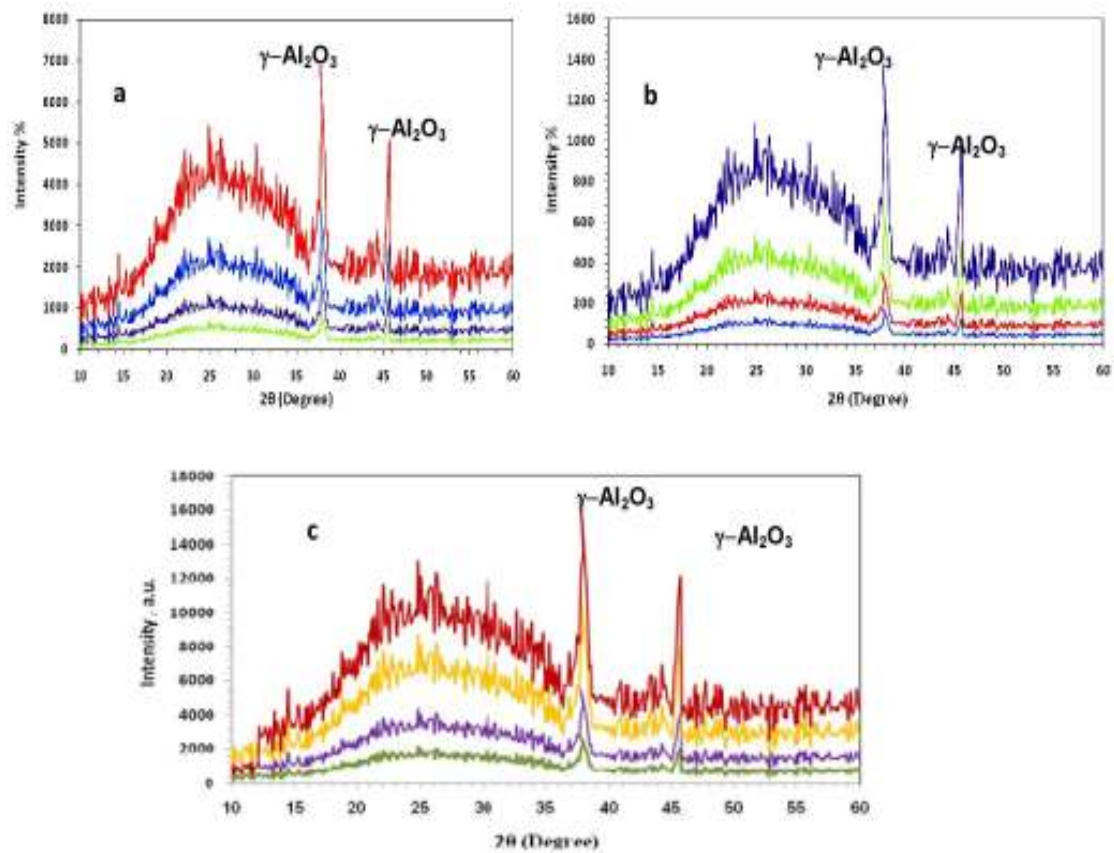 a
γ–Al₂O₃
γ–Al₂O₃
Intensity %
8000
7000
6000
5000
4000
3000
2000
1000
0
10 15 20 25 30 35 40 45 50 55 60
2θ (Degree)
b
γ–Al₂O₃
γ–Al₂O₃
Intensity %
1600
1400
1200
1000
800
600
400
200
0
10 15 20 25 30 35 40 45 50 55 60
2θ (Degree)
c
γ–Al₂O₃
γ–Al₂O₃
Intensity , a.u.
18000
16000
14000
12000
10000
8000
6000
4000
2000
0
10 15 20 25 30 35 40 45 50 55 60
2θ (Degree)